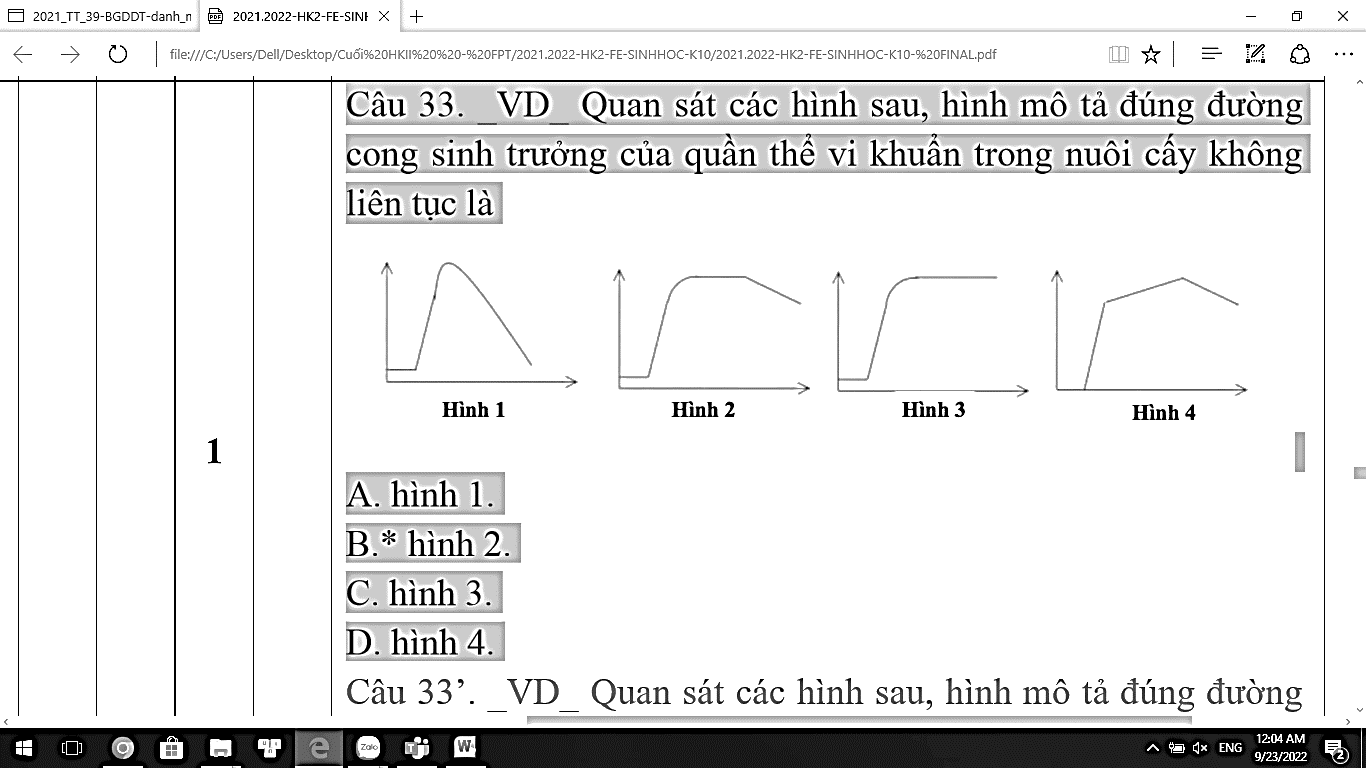 2021_TT_39-BGDDT-danh_n
2021.2022-HK2-FE-SINH
file:///C:/Users/Dell/Desktop/Cuối%20HKII%20%20-%20FPT/2021.2022-HK2-FE-SINHHOC-K10/2021.2022-HK2-FE-SINHHOC-K10-%20FINAL.pdf
Câu 33. _VD_ Quan sát các hình sau, hình mô tả đúng đường
cong sinh trưởng của quần thể vi khuẩn trong nuôi cấy không
liên tục là
Hình 1 Hình 2 Hình 3 Hình 4
1
A. hình 1.
B.* hình 2.
C. hình 3.
D. hình 4.
Câu 33’. _VD_ Quan sát các hình sau, hình mô tả đúng đường
Zalo
ENG
12:04 AM
9/23/2022
2